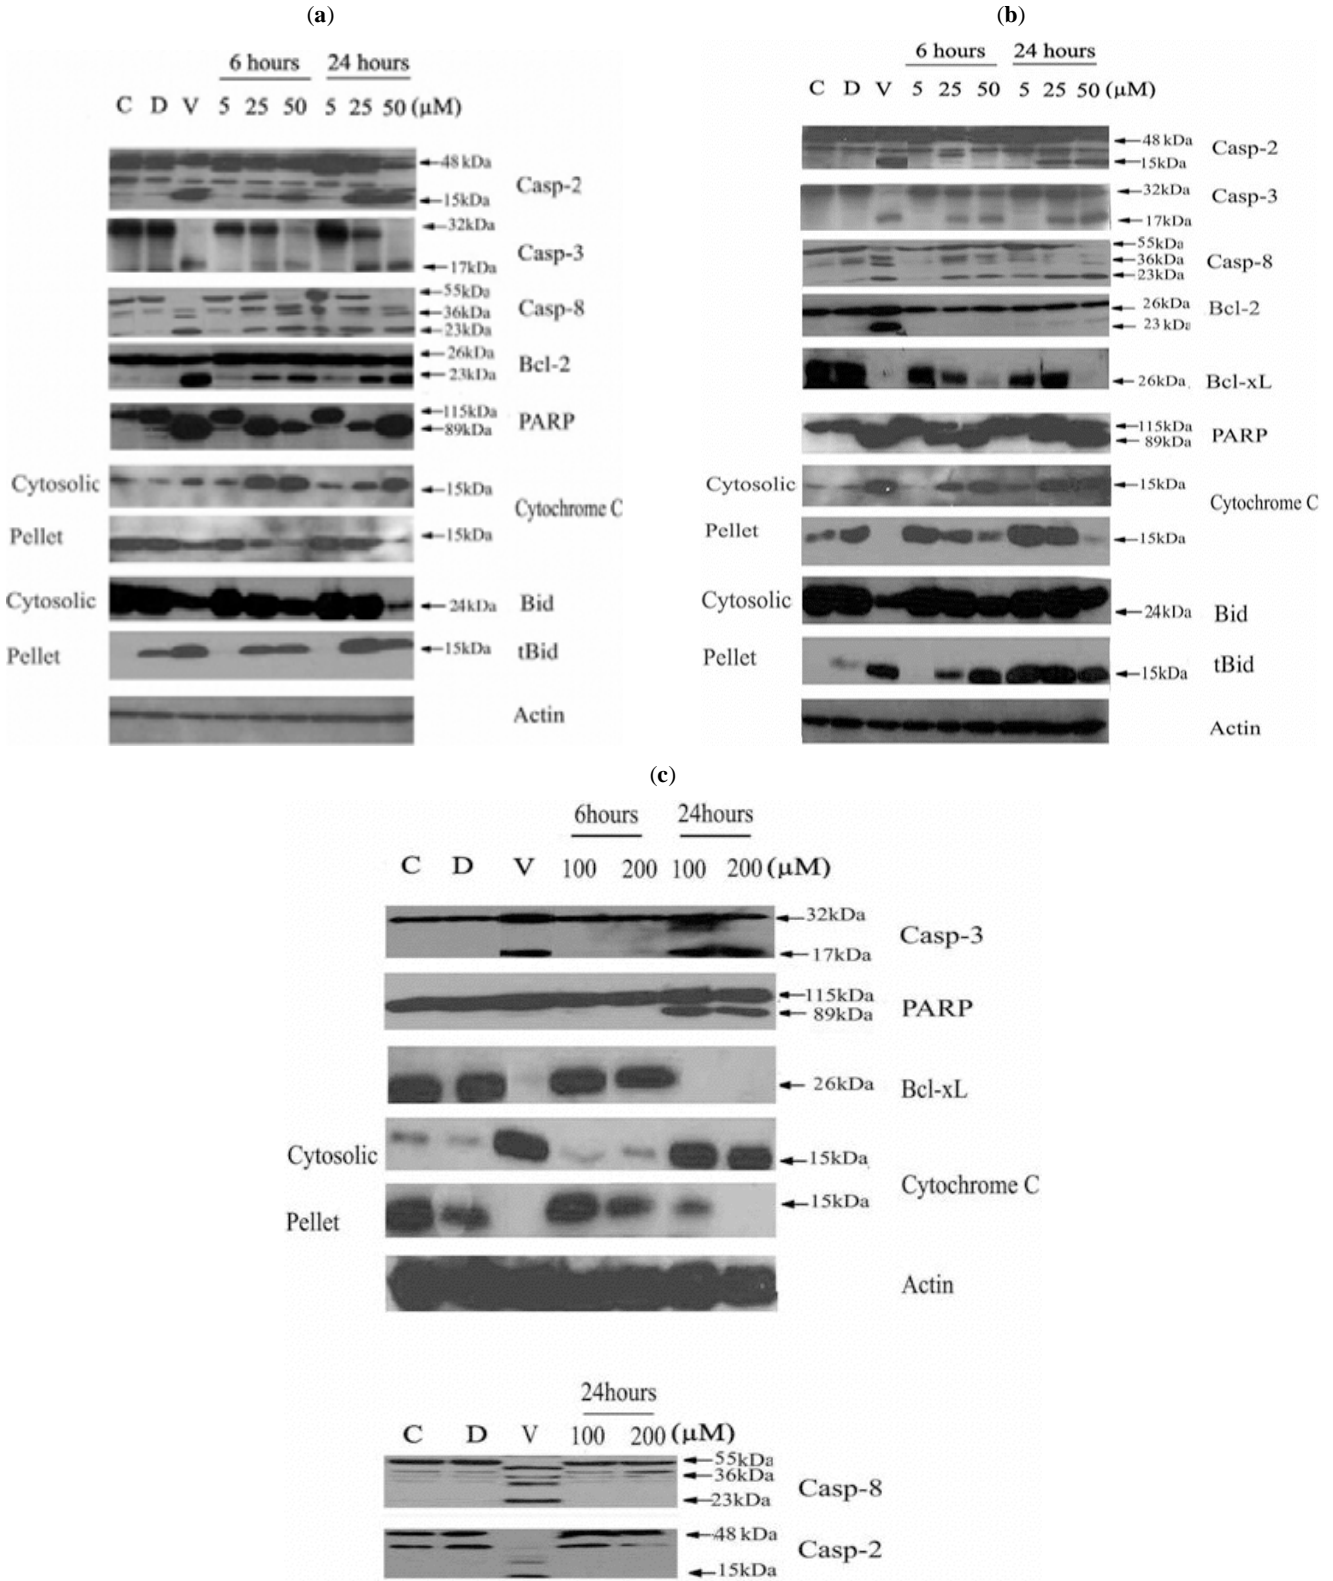 (a)
6 hours 24 hours
C D V 5 25 50 5 25 50 (μM)
48 kDa
Casp-2
15kDa
32kDa
Casp-3
17kDa
55kDa
36kDa
Casp-8
23kDa
26kDa
Bcl-2
23kDa
115kDa
PARP
89kDa
Cytosolic
15kDa
Cytochrome C
Pellet
15kDa
Cytosolic
24kDa Bid
Pellet
15kDa tBid
Actin
(b)
6 hours 24 hours
C D V 5 25 50 5 25 50 (μM)
48 kDa
Casp-2
15kDa
32kDa
Casp-3
17kDa
55kDa
36kDa
Casp-8
23kDa
26kDa
Bcl-2
23 kDa
26kDa Bcl-xL
115kDa
PARP
89kDa
Cytosolic
15kDa
Cytochrome C
Pellet
15kDa
Cytosolic
24kDa Bid
Pellet
15kDa tBid
Actin
(c)
6hours 24hours
C D V 100 200 100 200 (μM)
32kDa
Casp-3
17kDa
115kDa
PARP
89kDa
26kDa Bcl-xL
Cytosolic
15kDa
Cytochrome C
15kDa
Pellet
Actin
24hours
C D V 100 200 (μM)
55kDa
36kDa
Casp-8
23kDa
48 kDa
Casp-2
15kDa